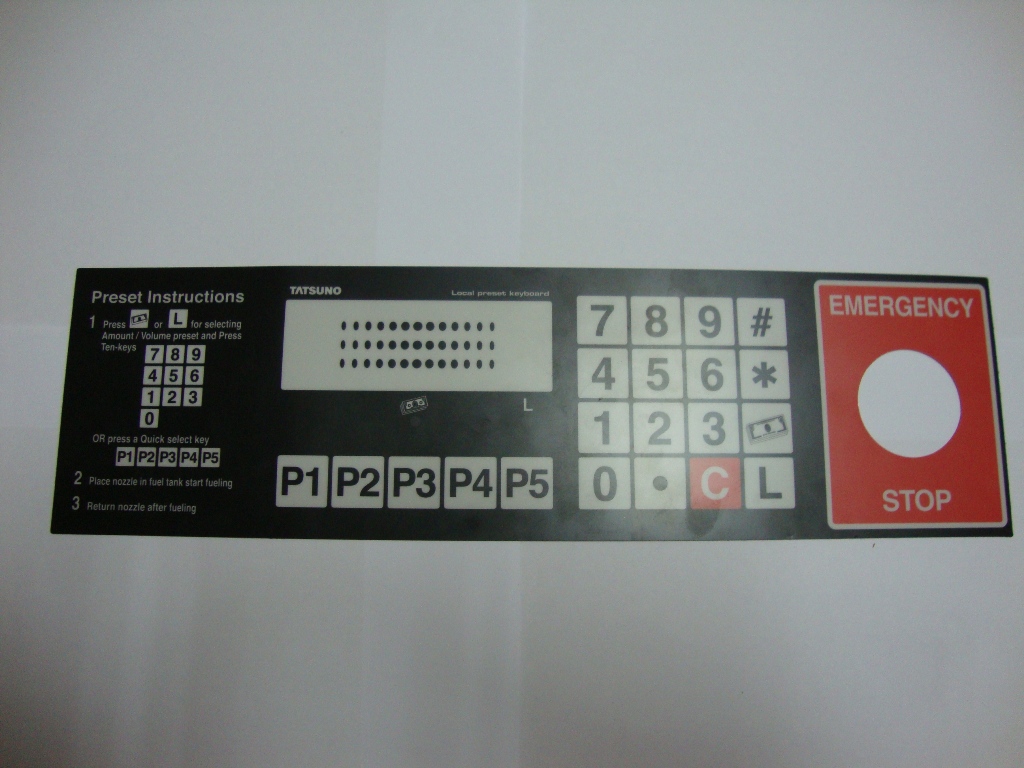 Preset Instructions
1 Press or L for selecting
Amount / Volume preset and Press
Ten-keys
7 8 9
4 5 6
1 2 3
0
OR press a Quick select key
P1 P2 P3 P4 P5
2 Place nozzle in fuel tank start fueling
3 Return nozzle after fueling
TATSUNO Local preset keyboard
L
P1 P2 P3 P4 P5
7 8 9 #
4 5 6 *
1 2 3
0 . C L
EMERGENCY
STOP